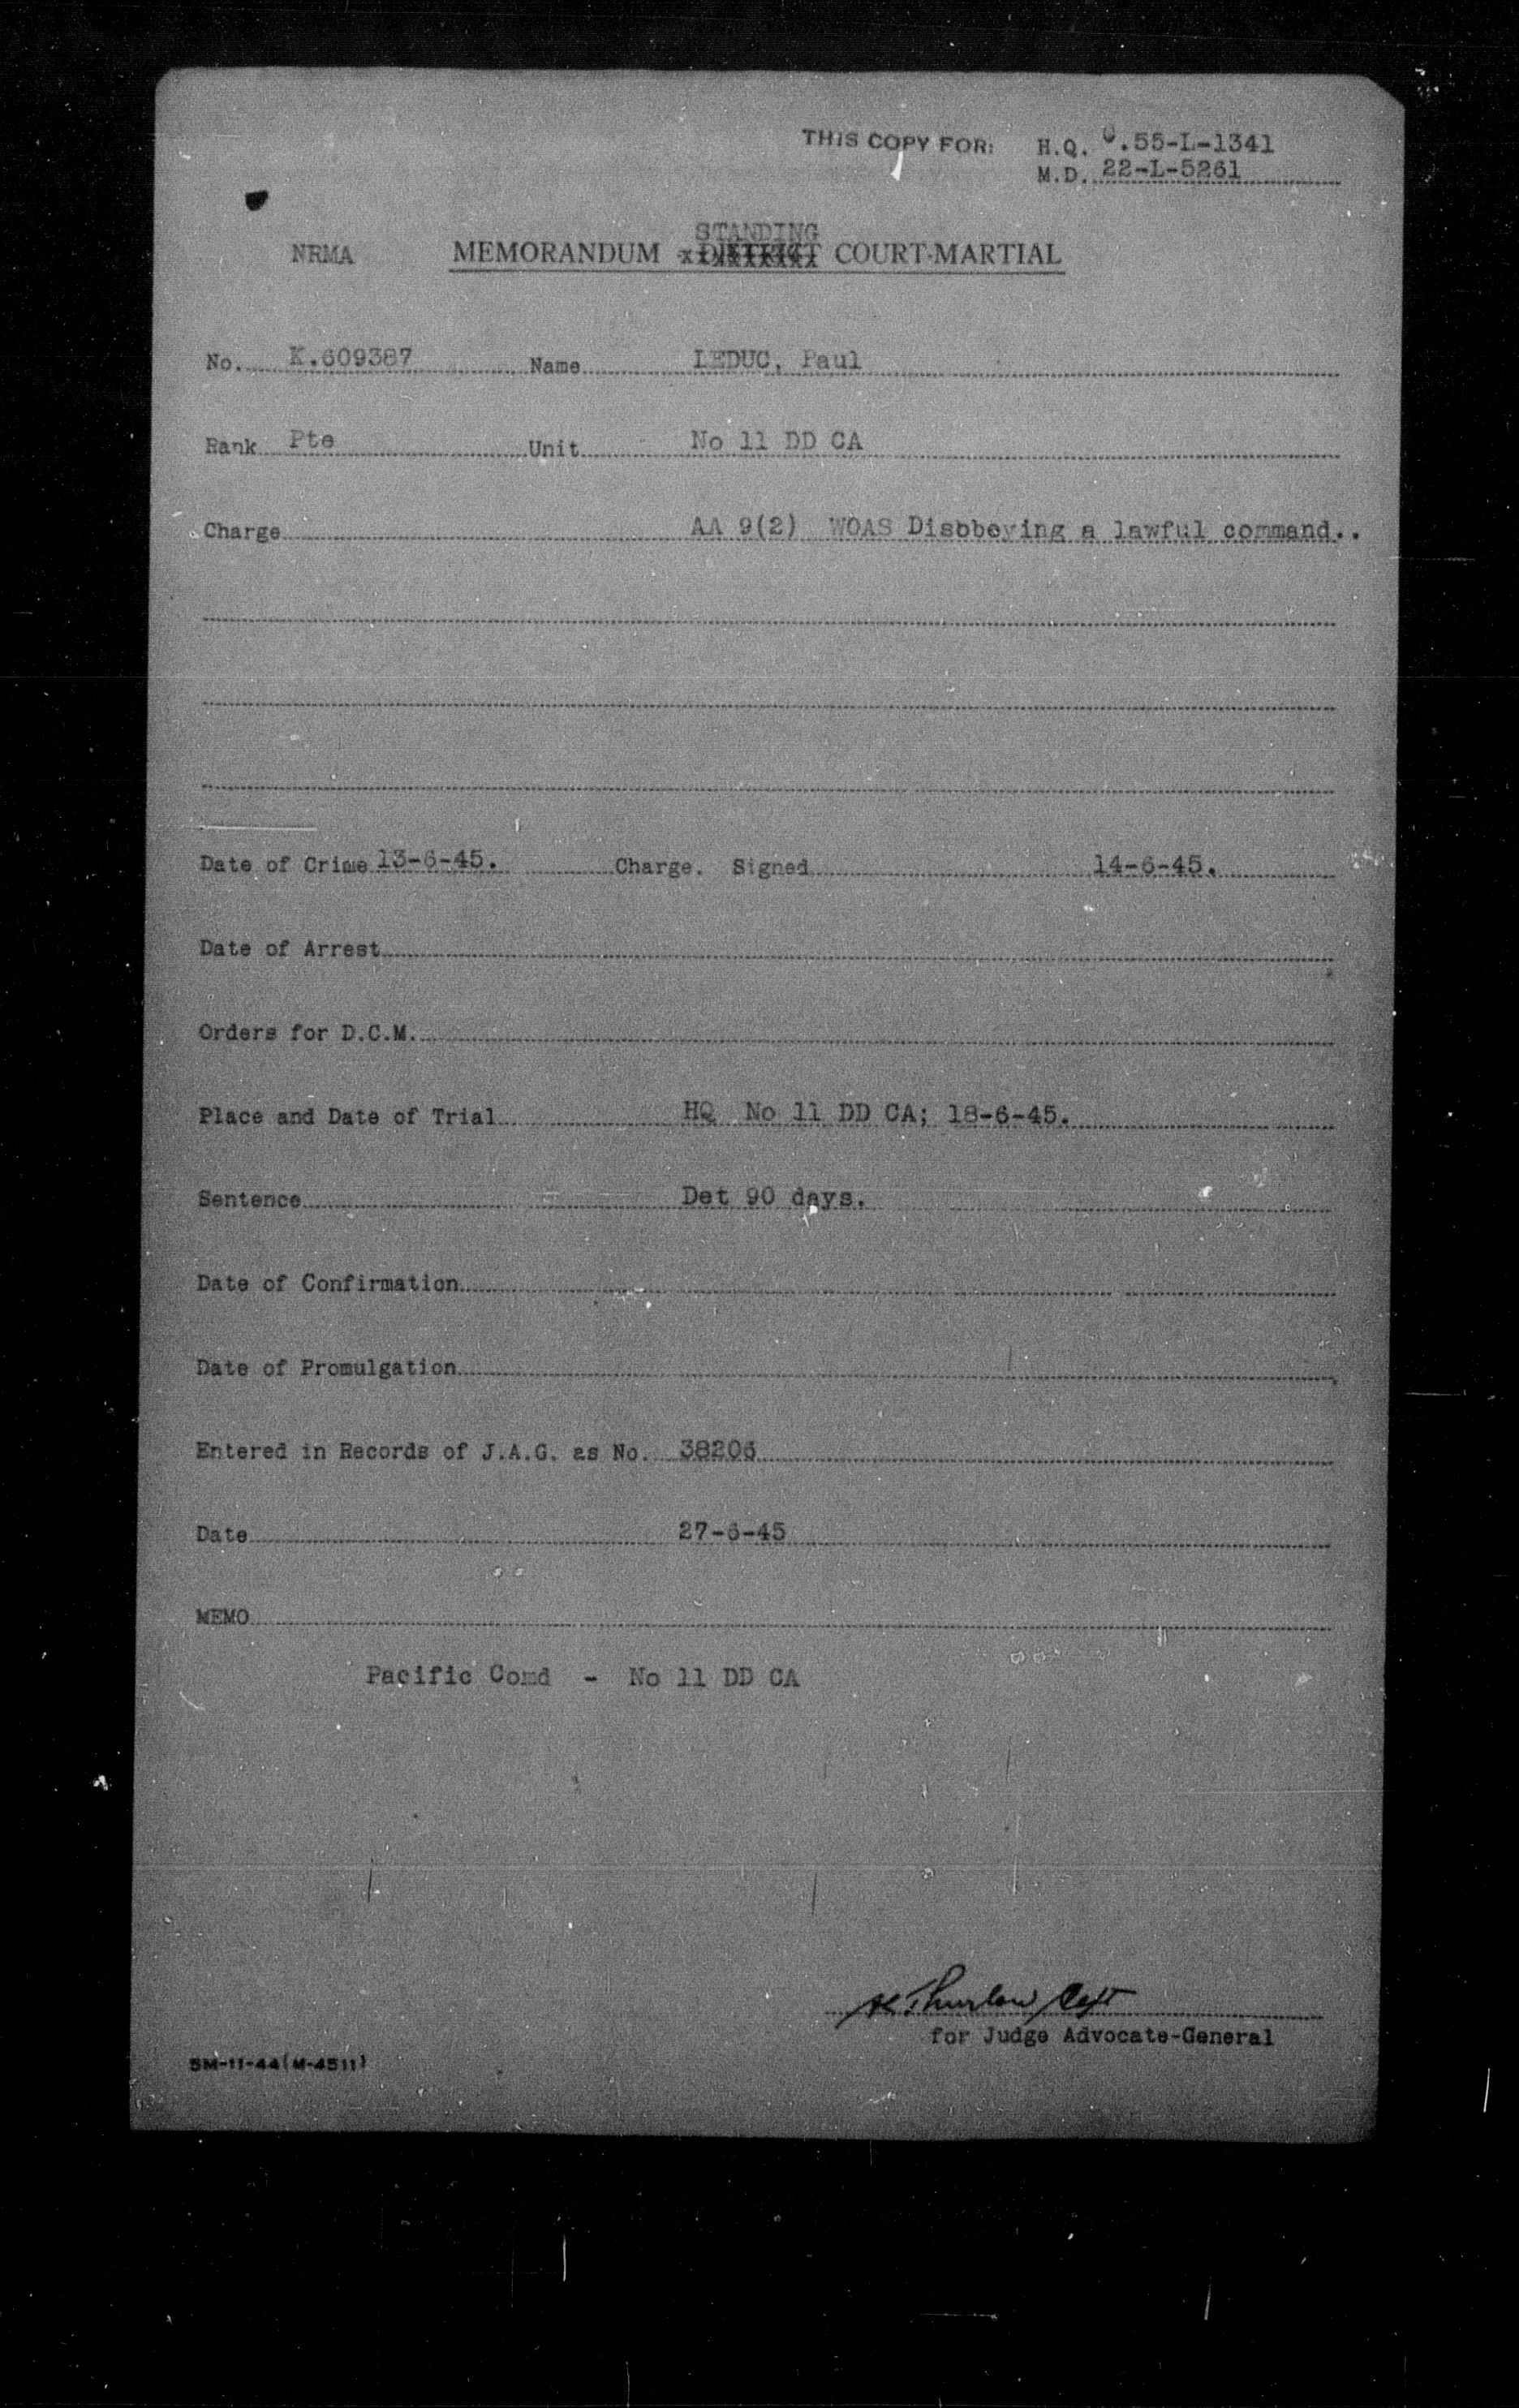 THIS COPY FOR: H.Q. C.55-L-1341
M.D. 22-L-5261
STANDING
NRMA MEMORANDUM DISTRICT COURT-MARTIAL
No. K.609387 Name LEDUC, Paul
Rank Pte Unit No 11 DD CA
Charge AA 9(2) WOAS Disobeying a lawful command..
Date of Crime 13-6-45. Charge. Signed 14-6-45.
Date of Arrest
Orders for D.C.M.
Place and Date of Trial HQ No 11 DD CA; 18-6-45.
Sentence Det 90 days.
Date of Confirmation
Date of Promulgation
Entered in Records of J.A.G. as No. 38206
Date 27-6-45
MEMO
Pacific Comd - No 11 DD CA
Thurlow Capt
for Judge Advocate-General
5M-11-44(M-4511)